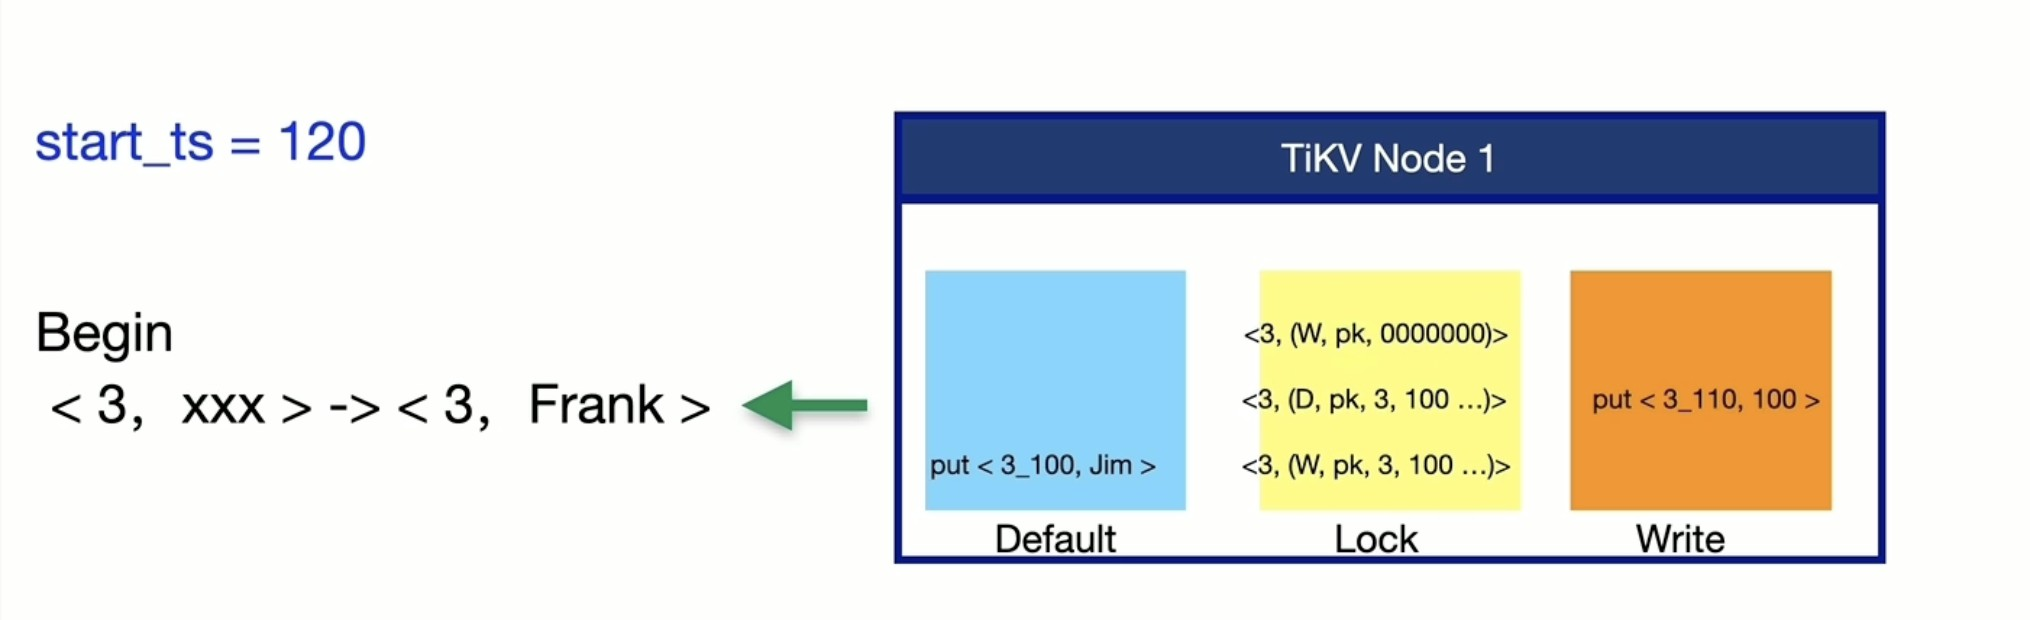 start_ts = 120
Begin
< 3, xxx > -> < 3, Frank >
TiKV Node 1
put < 3_100, Jim >
Default
<3, (W, pk, 0000000)>
<3, (D, pk, 3, 100 ...)>
<3, (W, pk, 3, 100 ...)>
Lock
put < 3_110, 100 >
Write